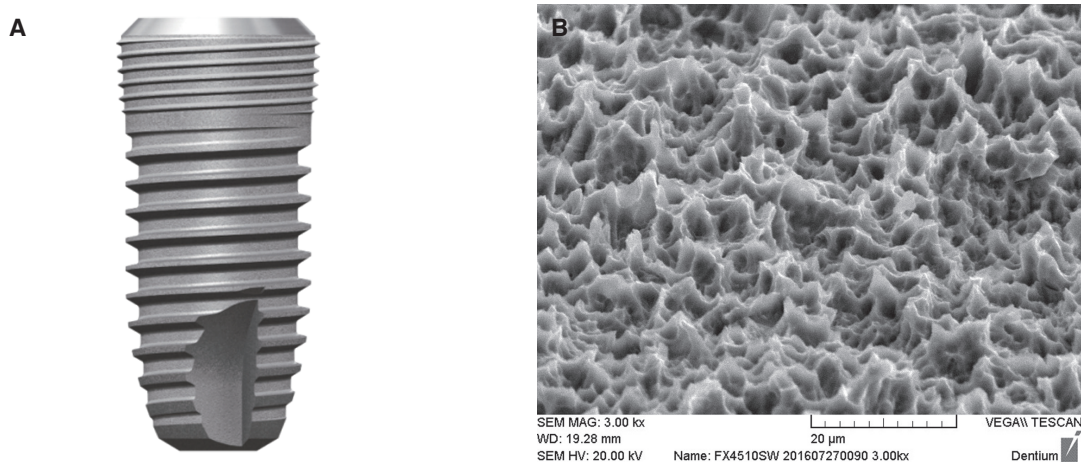 A
B
SEM MAG: 3.00 kx
VEGA\\ TESCAN
WD: 19.28 mm
20 µm
SEM HV: 20.00 kV
Name: FX4510SW 201607270090 3.00kx
Dentium